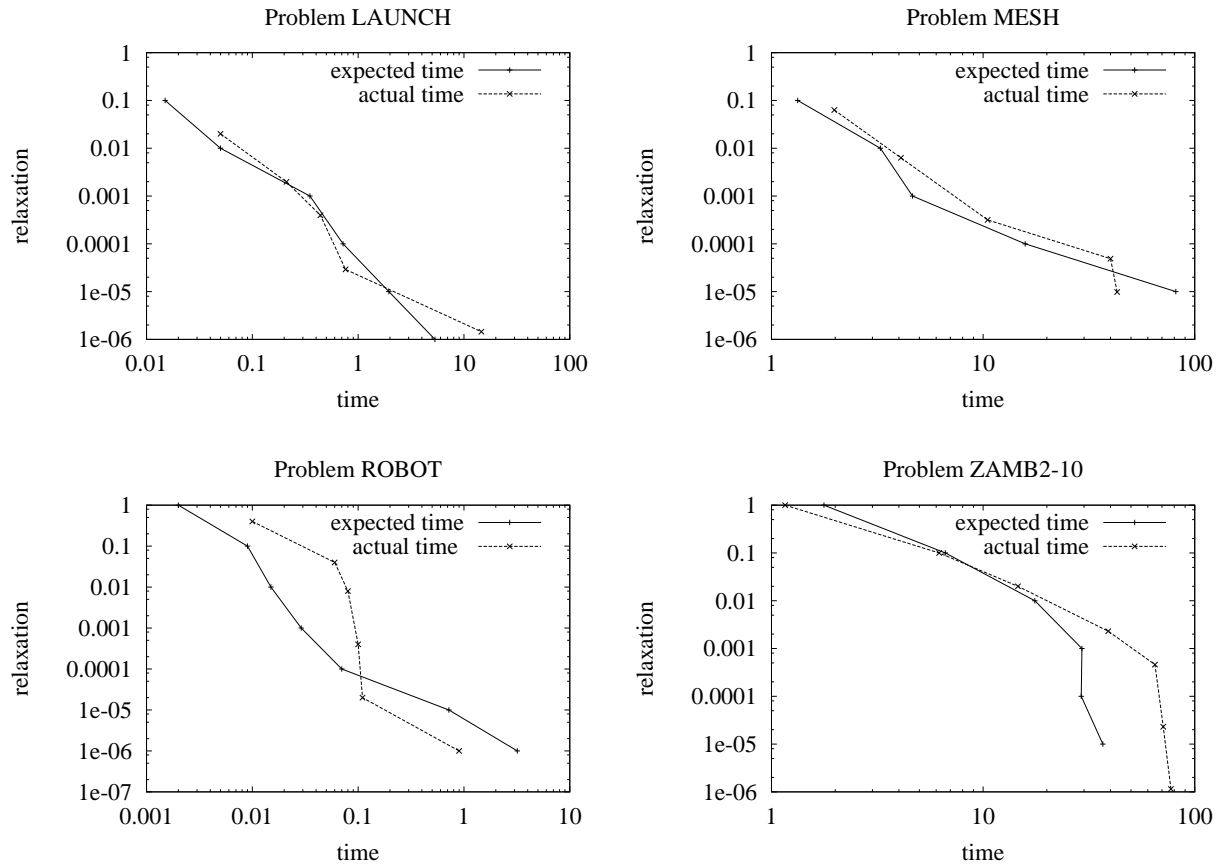 Problem LAUNCH
1
0.1
0.01
0.001
0.0001
1e-05
1e-06
0.01 0.1 1 10 100
relaxation
time
expected time
actual time
Problem MESH
1
0.1
0.01
0.001
0.0001
1e-05
1e-06
1 10 100
relaxation
time
expected time
actual time
Problem ROBOT
1
0.1
0.01
0.001
0.0001
1e-05
1e-06
1e-07
0.001 0.01 0.1 1 10
relaxation
time
expected time
actual time
Problem ZAMB2-10
1
0.1
0.01
0.001
0.0001
1e-05
1e-06
1 10 100
relaxation
time
expected time
actual time